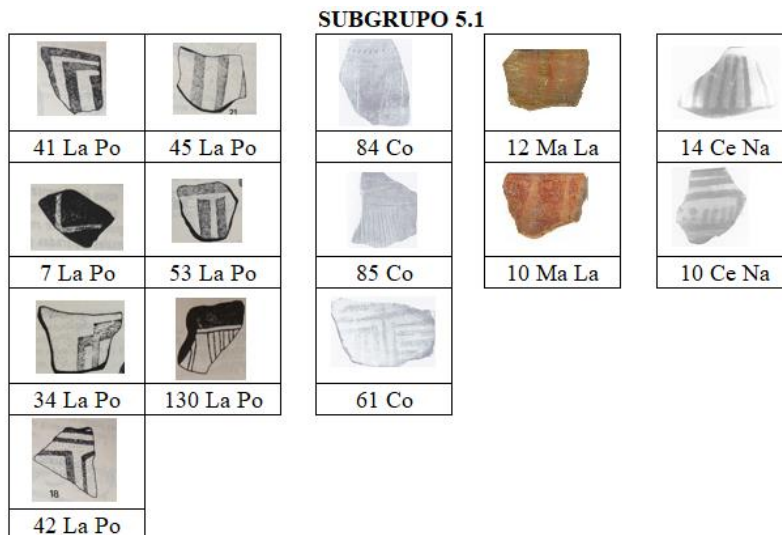 SUBGRUPO 5.1
21
41 La Po 45 La Po 84 Co 12 Ma La 14 Ce Na
7 La Po 53 La Po 85 Co 10 Ma La 10 Ce Na
34 La Po 130 La Po 61 Co
18
42 La Po